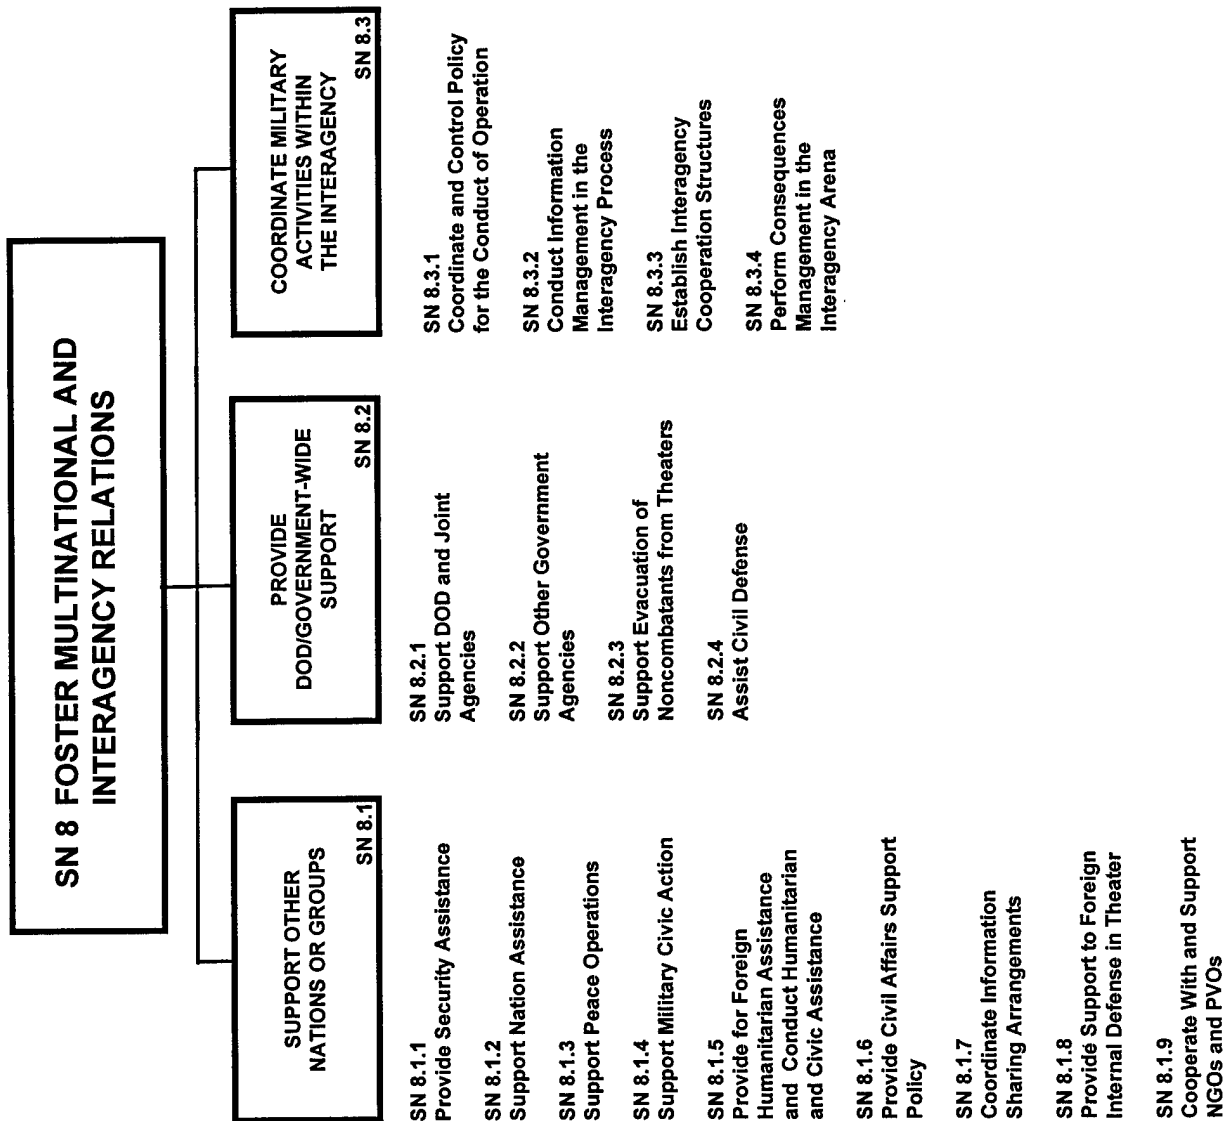 SN 8 FOSTER MULTINATIONAL AND
INTERAGENCY RELATIONS
SUPPORT OTHER
NATIONS OR GROUPS
SN 8.1
SN 8.1.1
Provide Security Assistance
SN 8.1.2
Support Nation Assistance
SN 8.1.3
Support Peace Operations
SN 8.1.4
Support Military Civic Action
SN 8.1.5
Provide for Foreign
Humanitarian Assistance
and Conduct Humanitarian
and Civic Assistance
SN 8.1.6
Provide Civil Affairs Support
Policy
SN 8.1.7
Coordinate Information
Sharing Arrangements
SN 8.1.8
Provide Support to Foreign
Internal Defense in Theater
SN 8.1.9
Cooperate With and Support
NGOs and PVOs
PROVIDE
DOD/GOVERNMENT-WIDE
SUPPORT
SN 8.2
SN 8.2.1
Support DOD and Joint
Agencies
SN 8.2.2
Support Other Government
Agencies
SN 8.2.3
Support Evacuation of
Noncombatants from Theaters
SN 8.2.4
Assist Civil Defense
COORDINATE MILITARY
ACTIVITIES WITHIN
THE INTERAGENCY
SN 8.3
SN 8.3.1
Coordinate and Control Policy
for the Conduct of Operation
SN 8.3.2
Conduct Information
Management in the
Interagency Process
SN 8.3.3
Establish Interagency
Cooperation Structures
SN 8.3.4
Perform Consequences
Management in the
Interagency Arena